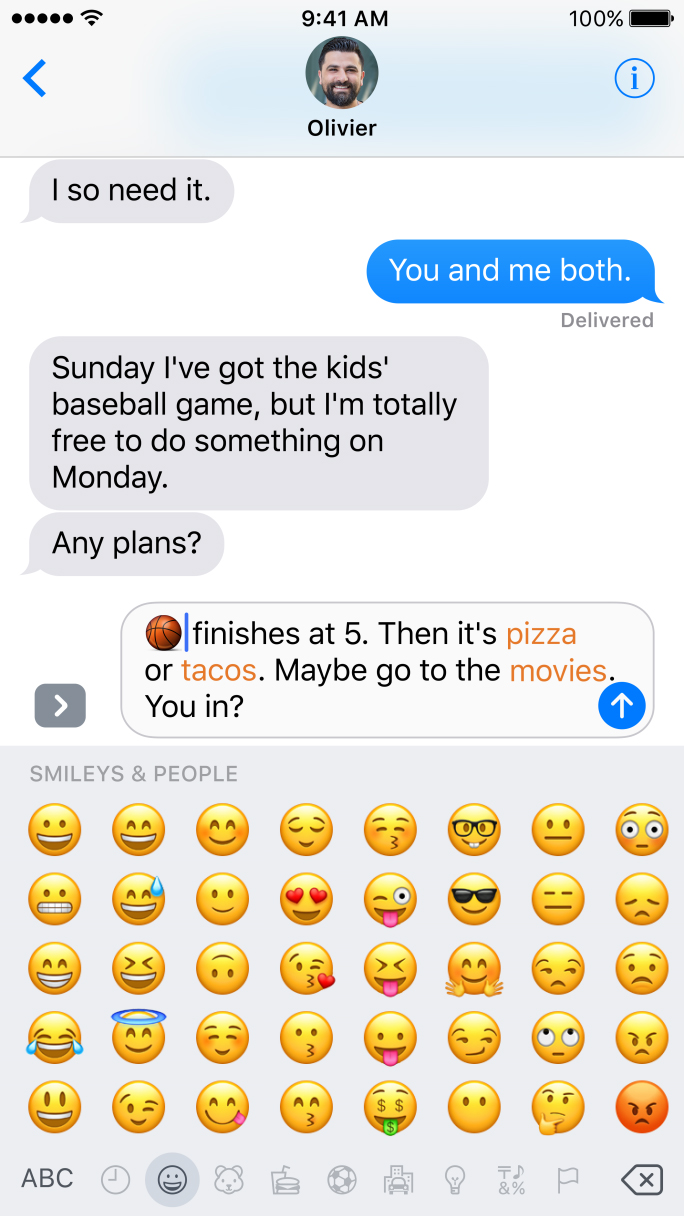 9:41 AM
100%
Olivier
I so need it.
You and me both.
Delivered
Sunday I've got the kids'
baseball game, but I'm totally
free to do something on
Monday.
Any plans?
🏀 finishes at 5. Then it's pizza
or tacos. Maybe go to the movies.
You in?
SMILEYS & PEOPLE
ABC
&%